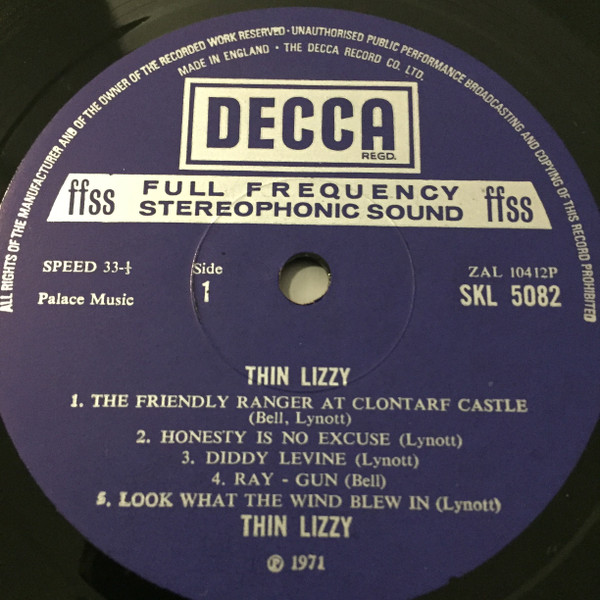 ALL RIGHTS OF THE MANUFACTURER AND OF THE OWNER OF THE RECORDED WORK RESERVED · UNAUTHORISED PUBLIC PERFORMANCE BROADCASTING AND COPYING OF THIS RECORD PROHIBITED
MADE IN ENGLAND · THE DECCA RECORD CO. LTD.
DECCA
REGD.
ffss FULL FREQUENCY STEREOPHONIC SOUND ffss
SPEED 33-⅓ Side ZAL 10412P
Palace Music 1 SKL 5082
THIN LIZZY
1. THE FRIENDLY RANGER AT CLONTARF CASTLE
(Bell, Lynott)
2. HONESTY IS NO EXCUSE (Lynott)
3. DIDDY LEVINE (Lynott)
4. RAY - GUN (Bell)
5. LOOK WHAT THE WIND BLEW IN (Lynott)
THIN LIZZY
℗ 1971